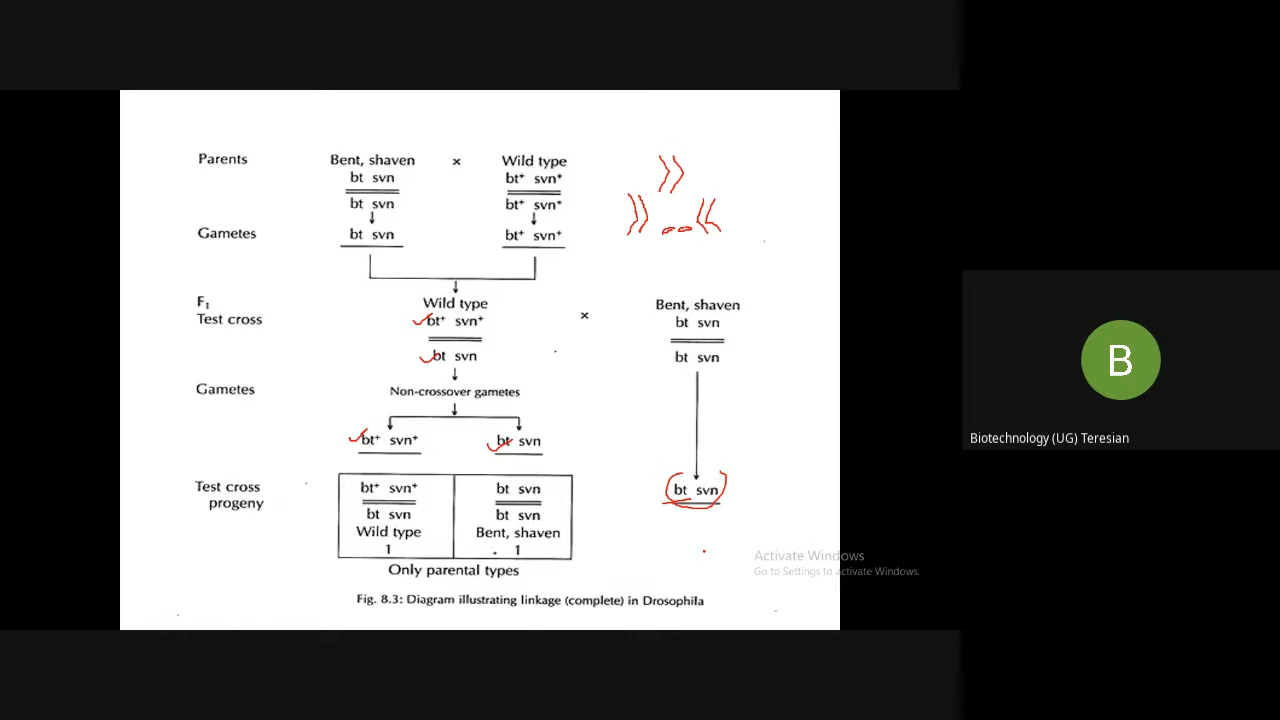 Parents Bent, shaven × Wild type
bt svn bt⁺ svn⁺
bt svn bt⁺ svn⁺
Gametes bt svn bt⁺ svn⁺
F₁ Wild type × Bent, shaven
Test cross bt⁺ svn⁺ bt svn
bt svn bt svn
Gametes Non-crossover gametes
bt⁺ svn⁺ bt svn
Test cross bt⁺ svn⁺ bt svn bt svn
progeny bt svn bt svn
Wild type Bent, shaven
1 1
Only parental types
Fig. 8.3: Diagram illustrating linkage (complete) in Drosophila
Activate Windows
Go to Settings to activate Windows.
B
Biotechnology (UG) Teresian